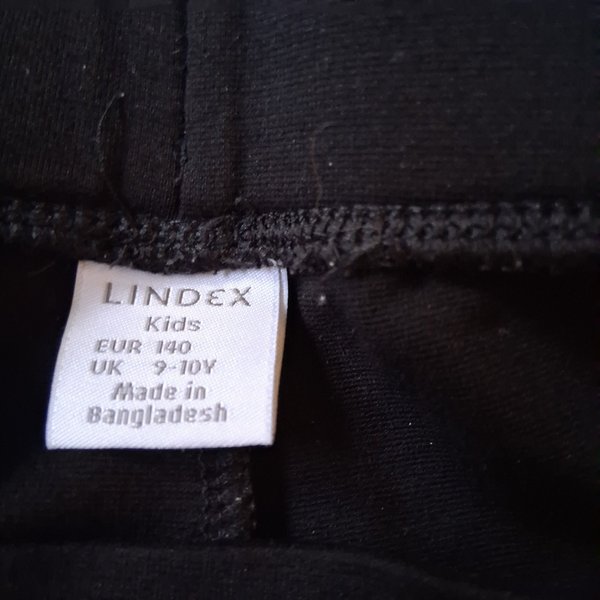 LINDEX
Kids
EUR 140
UK 9-10Y
Made in
Bangladesh